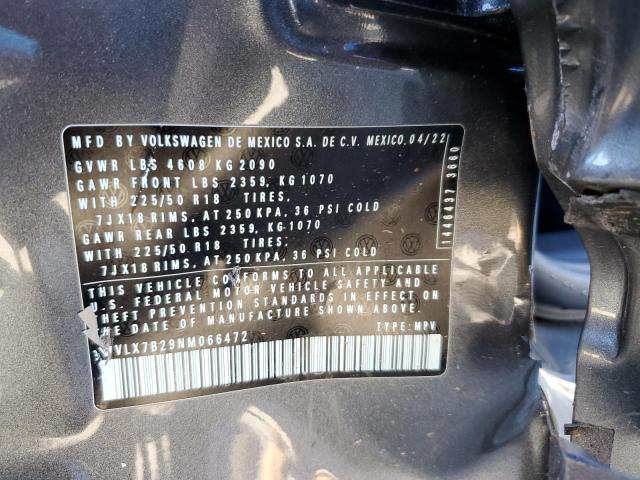 MFD BY VOLKSWAGEN DE MEXICO S.A. DE C.V. MEXICO, 04/22
GVWR LBS 4608 KG 2090
GAWR FRONT LBS 2359, KG 1070
WITH 225/50 R18 TIRES,
7JX18 RIMS, AT 250 KPA, 36 PSI COLD
GAWR REAR LBS 2359, KG 1070
WITH 225/50 R18 TIRES;
7JX18 RIMS, AT 250 KPA, 36 PSI COLD
THIS VEHICLE CONFORMS TO ALL APPLICABLE
U.S. FEDERAL MOTOR VEHICLE SAFETY AND
THEFT PREVENTION STANDARDS IN EFFECT ON
THE DATE OF MANUFACTURE SHOWN ABOVE.
VLX7B29NM066472 TYPE: MPV
1446437 3660